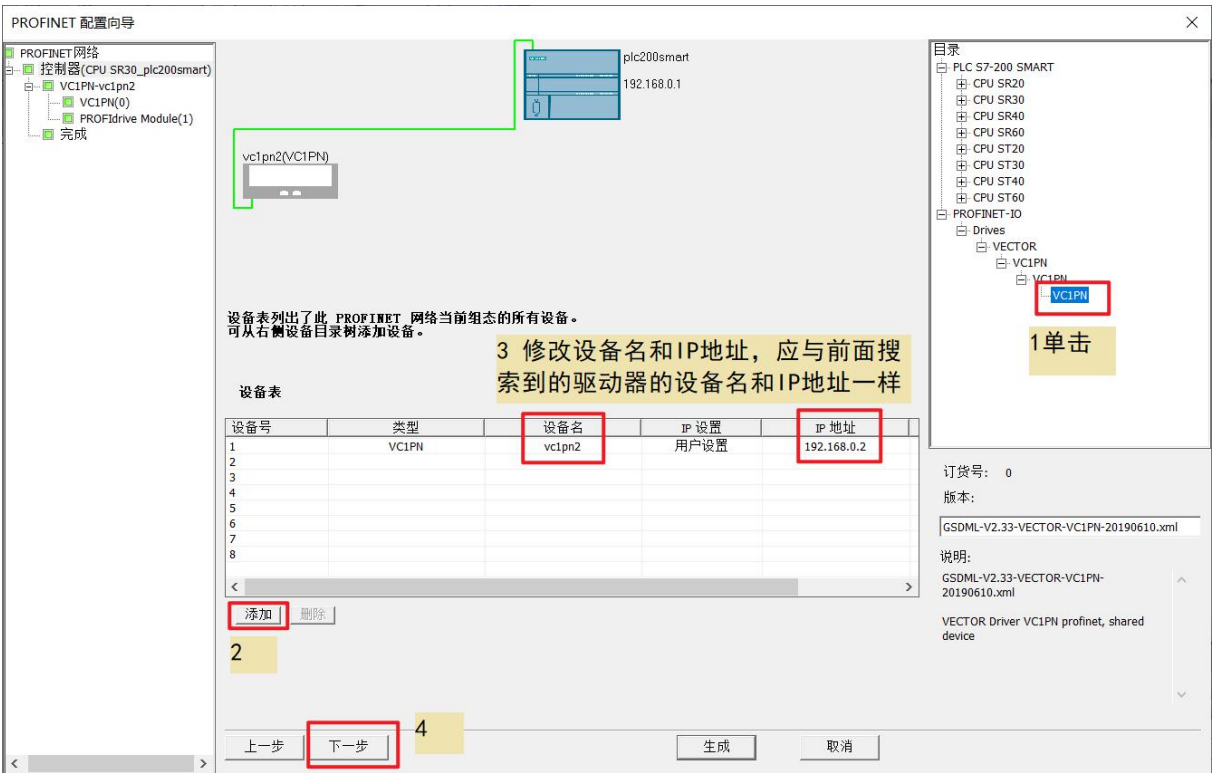 PROFINET 配置向导
PROFINET网络
控制器(CPU SR30_plc200smart)
VC1PN-vc1pn2
VC1PN(0)
PROFIdrive Module(1)
完成
plc200smart
192.168.0.1
vc1pn2(VC1PN)
设备表列出了此 PROFINET 网络当前组态的所有设备。
可从右侧设备目录树添加设备。
3 修改设备名和IP地址，应与前面搜
索到的驱动器的设备名和IP地址一样
设备表
设备号 类型 设备名 IP 设置 IP 地址
1 VC1PN vc1pn2 用户设置 192.168.0.2
2
3
4
5
6
7
8
添加 删除
2
4
上一步 下一步 生成 取消
目录
PLC S7-200 SMART
CPU SR20
CPU SR30
CPU SR40
CPU SR60
CPU ST20
CPU ST30
CPU ST40
CPU ST60
PROFINET-IO
Drives
VECTOR
VC1PN
VC1PN
VC1PN
1单击
订货号: 0
版本:
GSDML-V2.33-VECTOR-VC1PN-20190610.xml
说明:
GSDML-V2.33-VECTOR-VC1PN-
20190610.xml
VECTOR Driver VC1PN profinet, shared
device